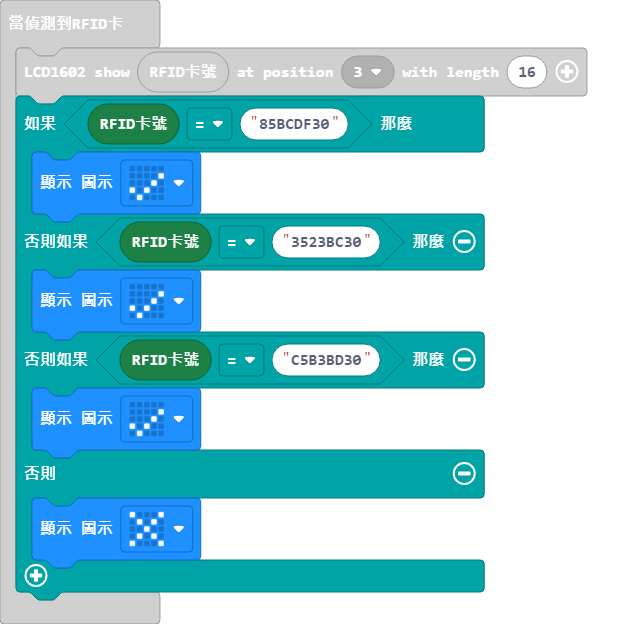 當偵測到RFID卡
LCD1602 show RFID卡號 at position 3 with length 16
如果 RFID卡號 = "85BCDF30" 那麼
顯示 圖示
否則如果 RFID卡號 = "3523BC30" 那麼
顯示 圖示
否則如果 RFID卡號 = "C5B3BD30" 那麼
顯示 圖示
否則
顯示 圖示